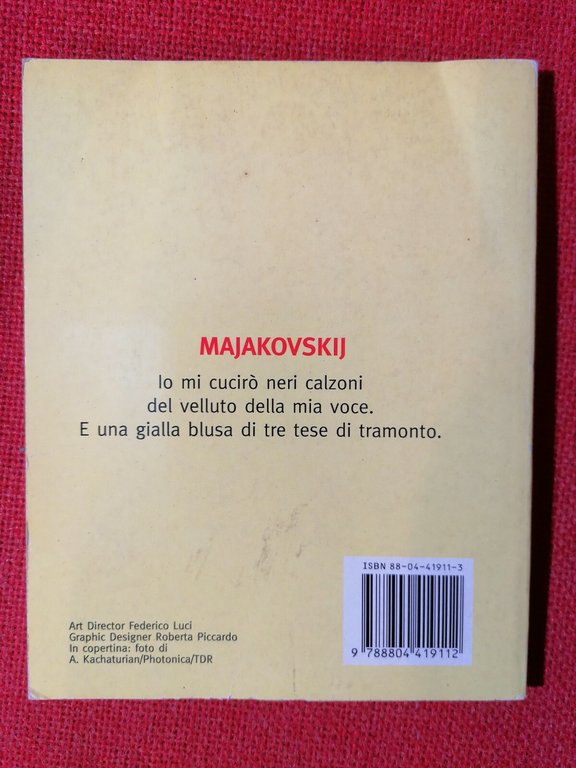 MAJAKOVSKIJ
Io mi cucirò neri calzoni
del velluto della mia voce.
E una gialla blusa di tre tese di tramonto.
ISBN 88-04-41911-3
9 788804 419112
Art Director Federico Luci
Graphic Designer Roberta Piccardo
In copertina: foto di
A. Kachaturian/Photonica/TDR